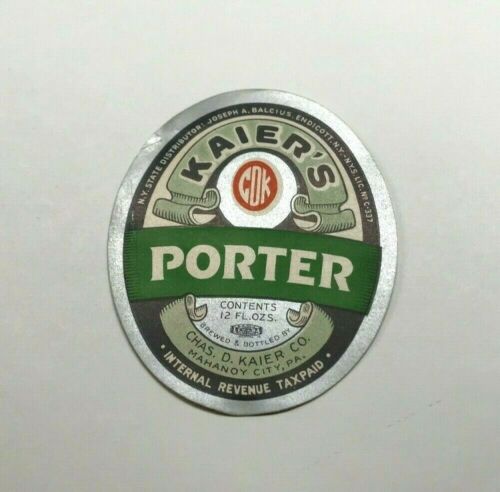 N.Y. STATE DISTRIBUTOR: JOSEPH A. BALCIUS, ENDICOTT, N.Y.-NYS. LIC. No C-337
KAIER'S
CDK
PORTER
CONTENTS
12 FL. OZS.
BREWED & BOTTLED BY
CHAS. D. KAIER CO.
MAHANOY CITY, PA.
• INTERNAL REVENUE TAXPAID •